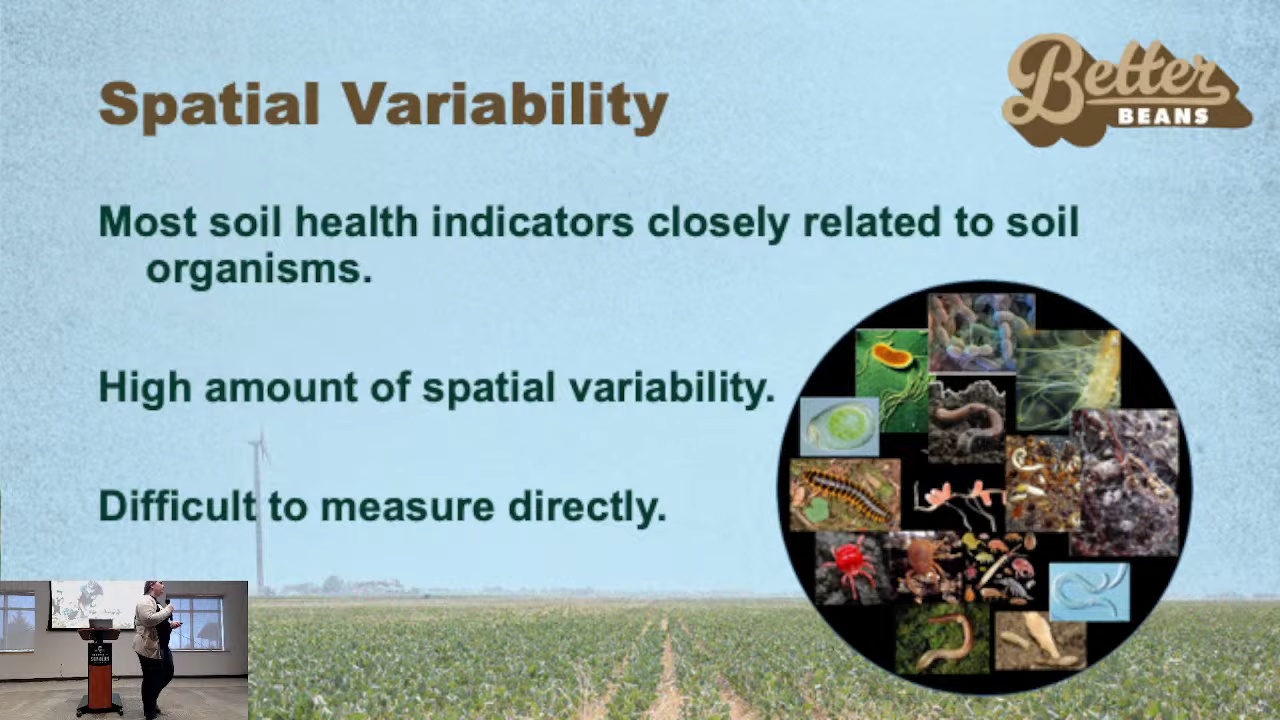 Spatial Variability
Better
BEANS
Most soil health indicators closely related to soil
organisms.
High amount of spatial variability.
Difficult to measure directly.